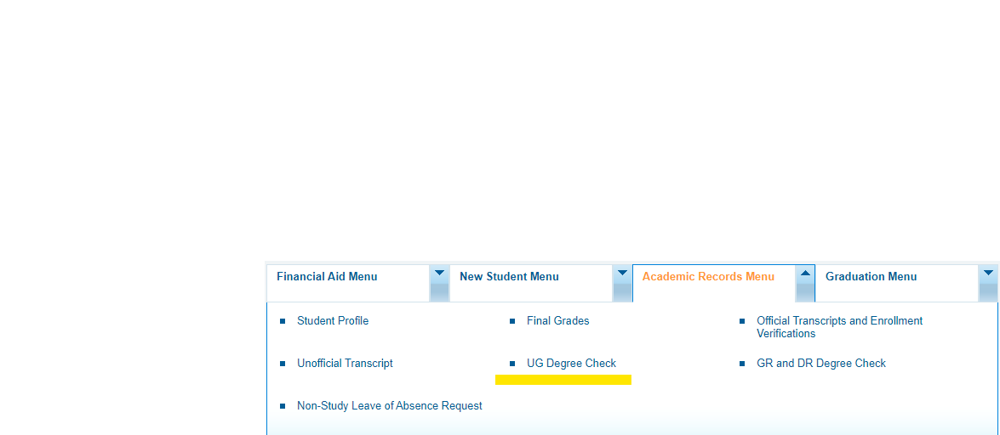 Financial Aid Menu
New Student Menu
Academic Records Menu
Graduation Menu
Student Profile
Final Grades
Official Transcripts and Enrollment
Verifications
Unofficial Transcript
UG Degree Check
GR and DR Degree Check
Non-Study Leave of Absence Request